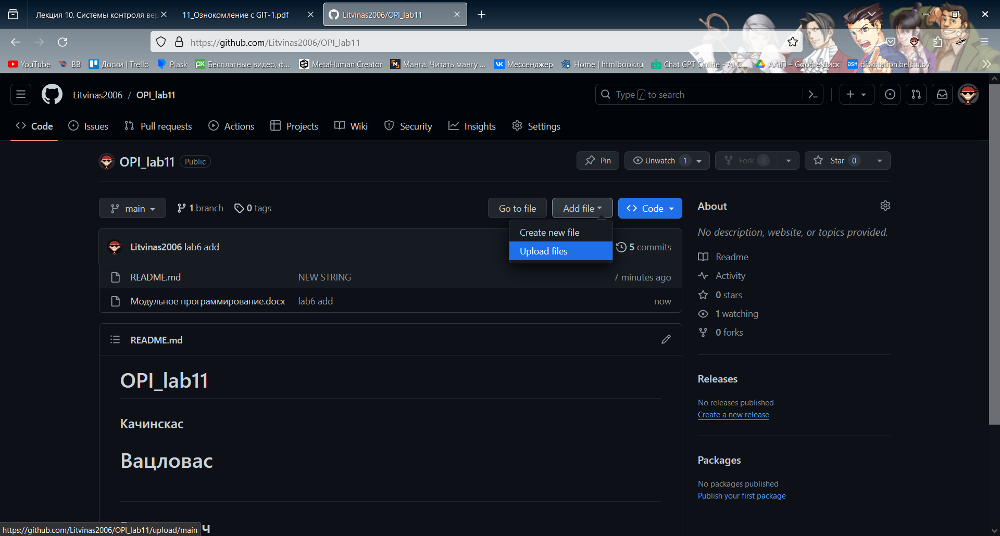 Лекция 10. Системы контроля вер
11_Ознокомление с GIT-1.pdf
Litvinas2006/OPI_lab11
https://github.com/Litvinas2006/OPI_lab11
YouTube
ВВ
Доски | Trello
Plask
Бесплатные видео, ф...
MetaHuman Creator
Манга. Читать мангу ...
Мессенджер
Home | htmlbook.ru
Chat GPT Online - AI C...
ААіП – Google Диск
diskstation.belstu.by
Litvinas2006 / OPI_lab11
Type / to search
Code
Issues
Pull requests
Actions
Projects
Wiki
Security
Insights
Settings
OPI_lab11
Public
Pin
Unwatch 1
Fork 0
Star 0
main
1 branch
0 tags
Go to file
Add file
Code
Create new file
Upload files
Litvinas2006 lab6 add
5 commits
README.md
NEW STRING
7 minutes ago
Модульное программирование.docx
lab6 add
now
README.md
OPI_lab11
Качинскас
Вацловас
ч
About
No description, website, or topics provided.
Readme
Activity
0 stars
1 watching
0 forks
Releases
No releases published
Create a new release
Packages
No packages published
Publish your first package
https://github.com/Litvinas2006/OPI_lab11/upload/main